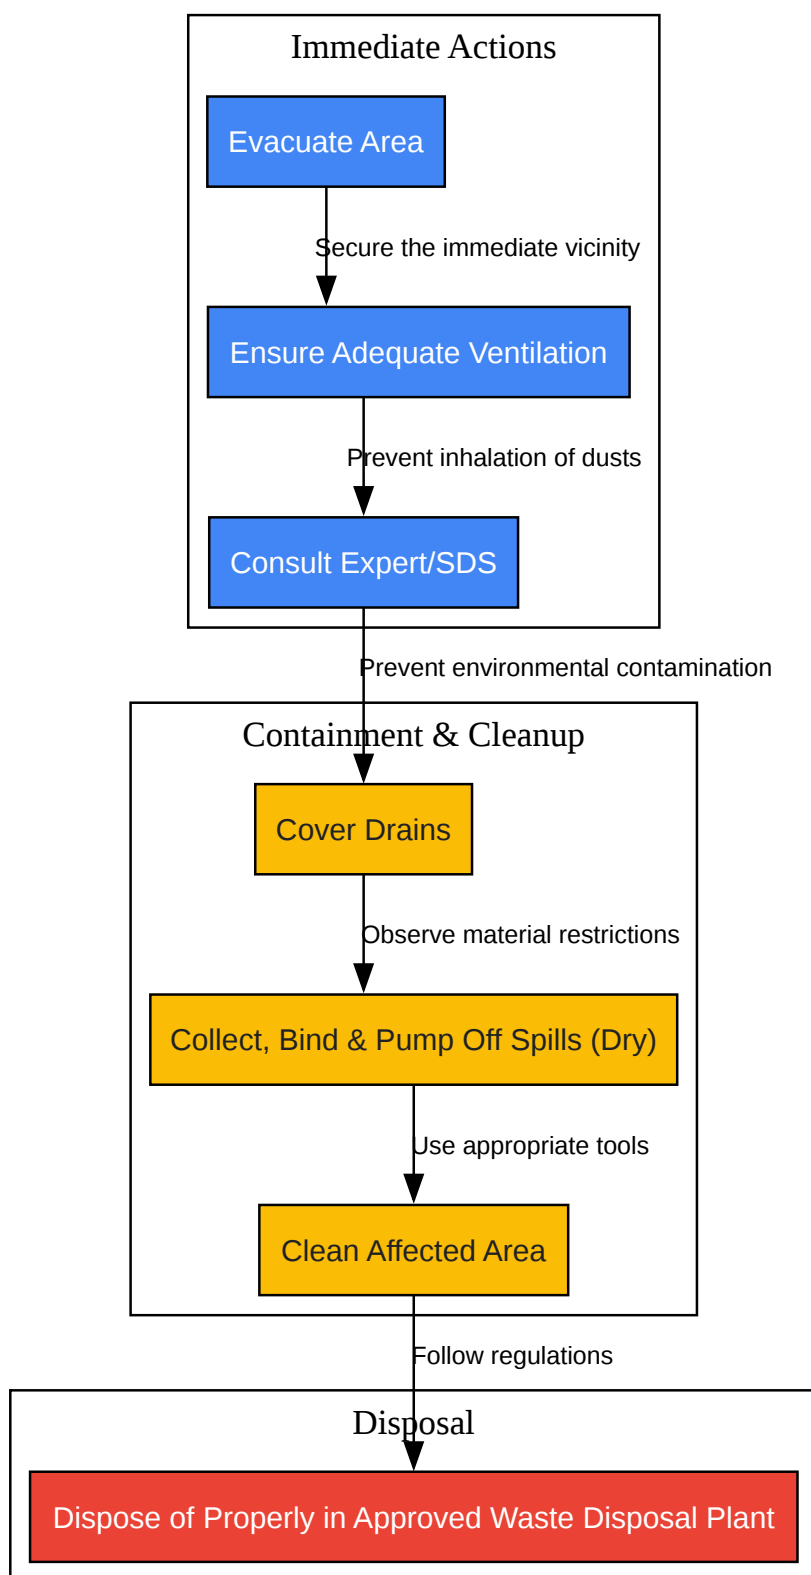 Immediate Actions
Evacuate Area
Secure the immediate vicinity
Ensure Adequate Ventilation
Prevent inhalation of dusts
Consult Expert/SDS
Prevent environmental contamination
Containment & Cleanup
Cover Drains
Observe material restrictions
Collect, Bind & Pump Off Spills (Dry)
Use appropriate tools
Clean Affected Area
Follow regulations
Disposal
Dispose of Properly in Approved Waste Disposal Plant